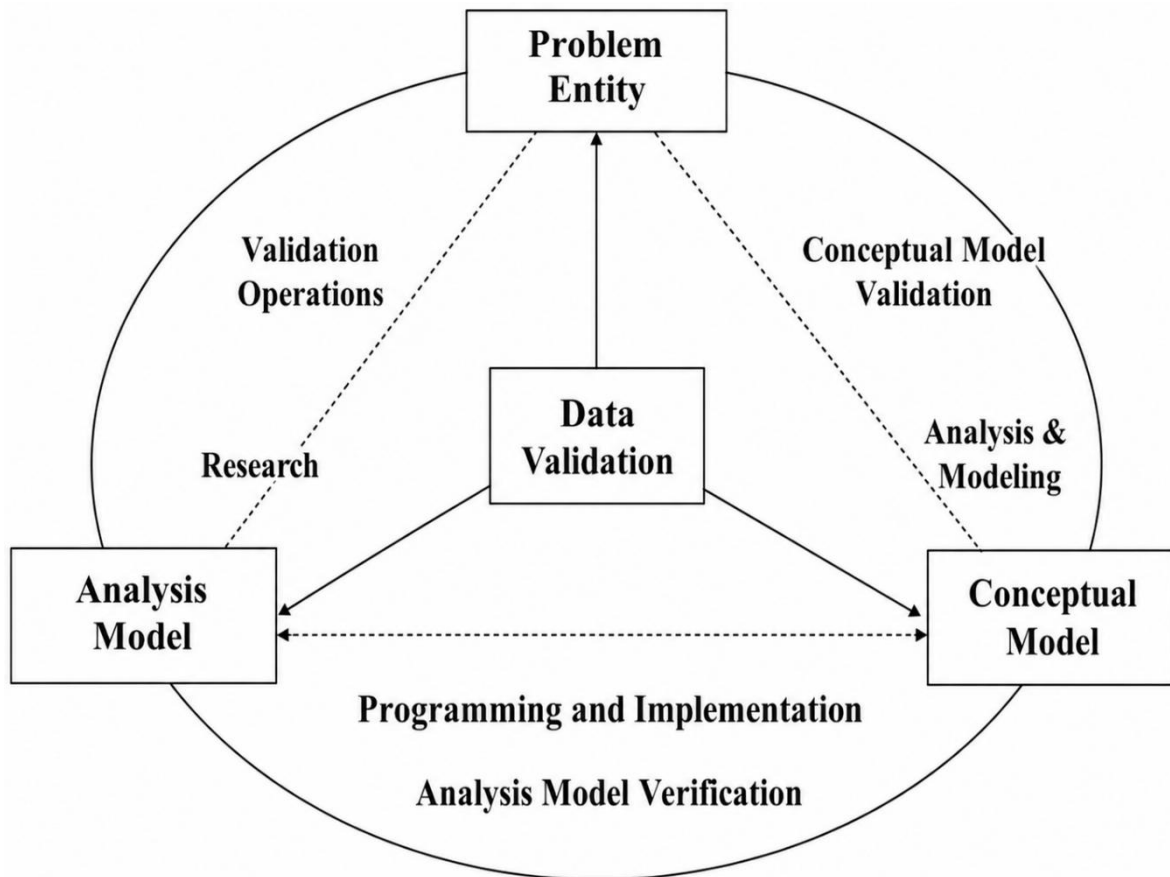 Problem
Entity
Validation
Operations
Conceptual Model
Validation
Data
Validation
Research
Analysis &
Modeling
Analysis
Model
Conceptual
Model
Programming and Implementation
Analysis Model Verification